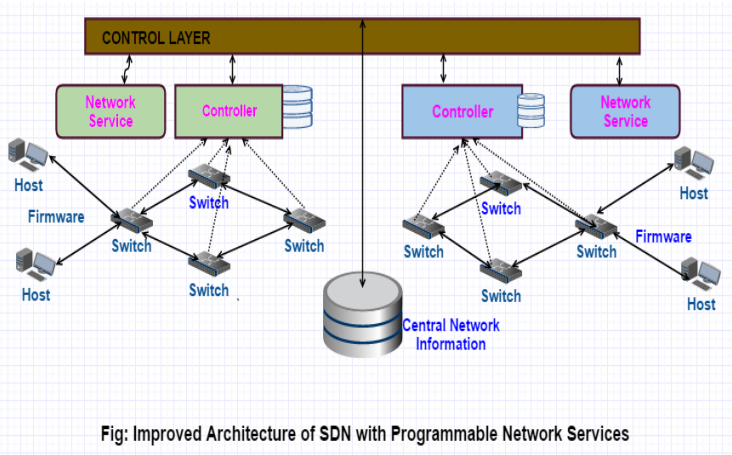 CONTROL LAYER
Network
Service
Controller
Controller
Network
Service
Host
Firmware
Host
Switch
Switch
Switch
Switch
Switch
Switch
Switch
Switch
Host
Firmware
Host
Central Network
Information
Fig: Improved Architecture of SDN with Programmable Network Services